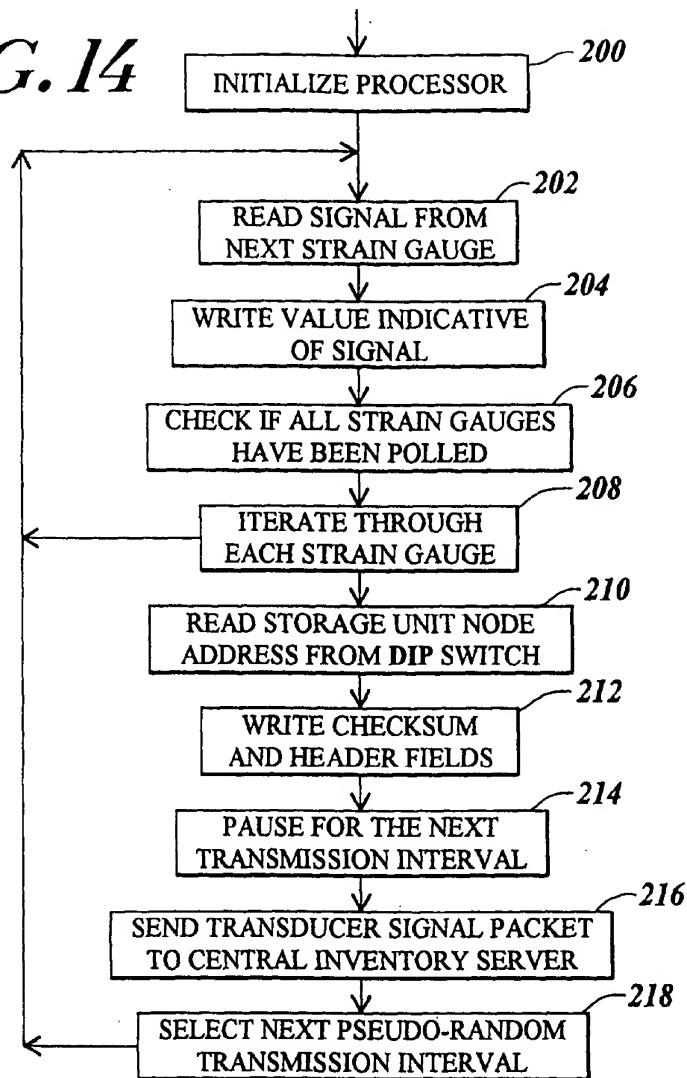 G. 14
200
INITIALIZE PROCESSOR
202
READ SIGNAL FROM
NEXT STRAIN GAUGE
204
WRITE VALUE INDICATIVE
OF SIGNAL
206
CHECK IF ALL STRAIN GAUGES
HAVE BEEN POLLED
208
ITERATE THROUGH
EACH STRAIN GAUGE
210
READ STORAGE UNIT NODE
ADDRESS FROM DIP SWITCH
212
WRITE CHECKSUM
AND HEADER FIELDS
214
PAUSE FOR THE NEXT
TRANSMISSION INTERVAL
216
SEND TRANSDUCER SIGNAL PACKET
TO CENTRAL INVENTORY SERVER
218
SELECT NEXT PSEUDO-RANDOM
TRANSMISSION INTERVAL